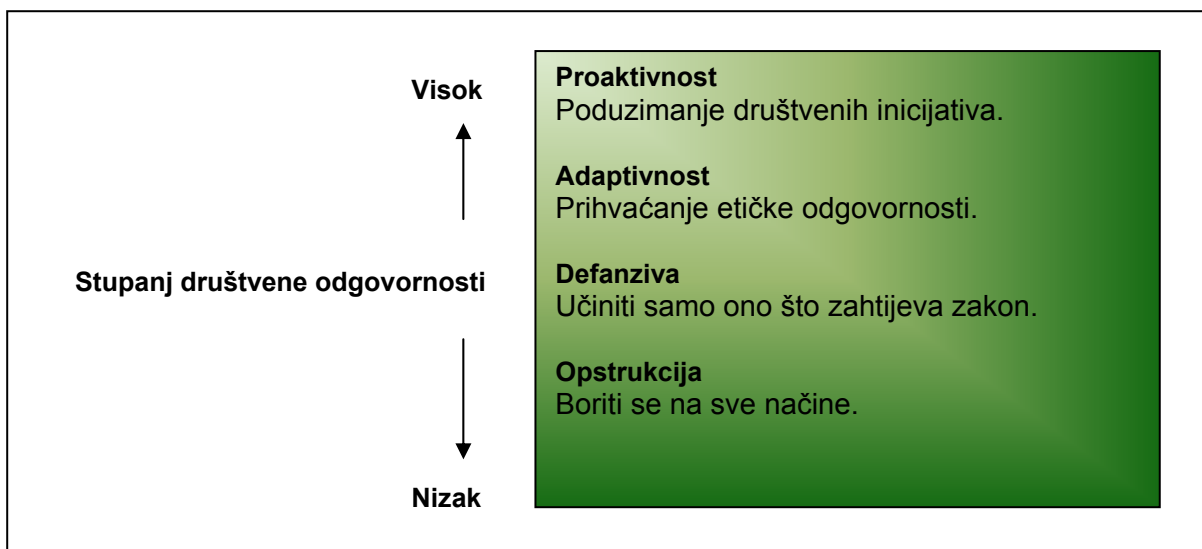 Visok
Stupanj društvene odgovornosti
Nizak
Proaktivnost
Poduzimanje društvenih inicijativa.
Adaptivnost
Prihvaćanje etičke odgovornosti.
Defanziva
Učiniti samo ono što zahtijeva zakon.
Opstrukcija
Boriti se na sve načine.